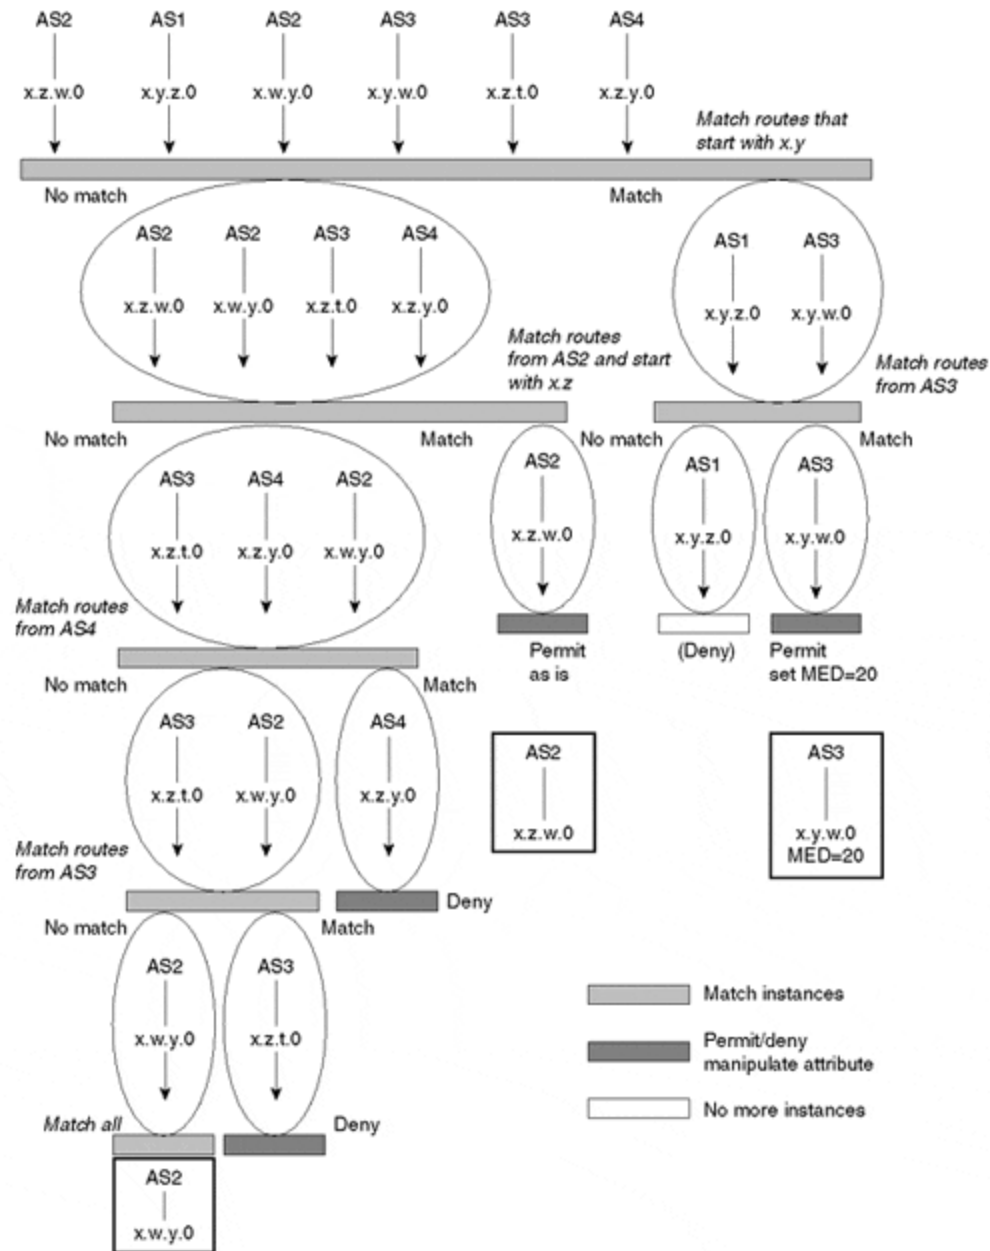 AS2 AS1 AS2 AS3 AS3 AS4
x.z.w.0 x.y.z.0 x.w.y.0 x.y.w.0 x.z.t.0 x.z.y.0
Match routes that
start with x.y
No match Match
AS2 AS2 AS3 AS4
x.z.w.0 x.w.y.0 x.z.t.0 x.z.y.0
AS1 AS3
x.y.z.0 x.y.w.0
Match routes
from AS2 and start
with x.z
Match routes
from AS3
No match Match
No match Match
AS3 AS4 AS2
x.z.t.0 x.z.y.0 x.w.y.0
AS2
x.z.w.0
AS1 AS3
x.y.z.0 x.y.w.0
Match routes
from AS4
Permit
as is
(Deny)
Permit
set MED=20
No match Match
AS3 AS2 AS4
x.z.t.0 x.w.y.0 x.z.y.0
AS2
x.z.w.0
AS3
x.y.w.0
MED=20
Match routes
from AS3
Deny
No match Match
AS2 AS3
x.w.y.0 x.z.t.0
Match instances
Permit/deny
manipulate attribute
No more instances
Match all
Deny
AS2
x.w.y.0